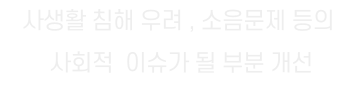 사생활 침해 우려 , 소음문제 등의
사회적  이슈가 될 부분 개선